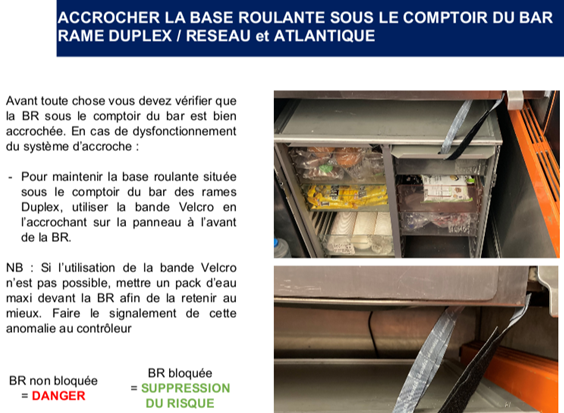 ACCROCHER LA BASE ROULANTE SOUS LE COMPTOIR DU BAR
RAME DUPLEX / RESEAU et ATLANTIQUE
Avant toute chose vous devez vérifier que
la BR sous le comptoir du bar est bien
accrochée. En cas de dysfonctionnement
du système d'accroche :
- Pour maintenir la base roulante située
sous le comptoir du bar des rames
Duplex, utiliser la bande Velcro en
l'accrochant sur la panneau à l'avant
de la BR.
NB : Si l'utilisation de la bande Velcro
n'est pas possible, mettre un pack d'eau
maxi devant la BR afin de la retenir au
mieux. Faire le signalement de cette
anomalie au contrôleur
BR non bloquée
= DANGER
BR bloquée
= SUPPRESSION
DU RISQUE